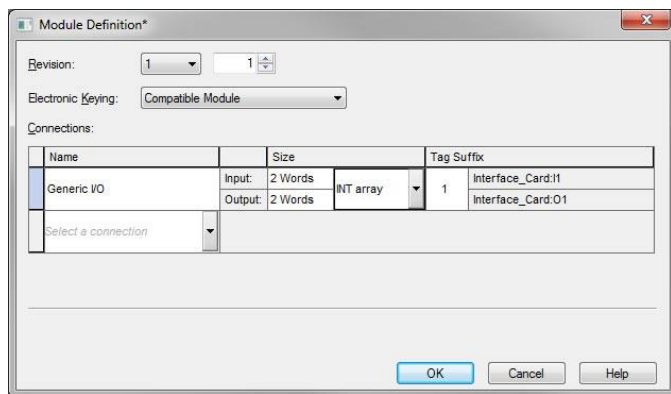 Module Definition*
Revision: 1 1
Electronic Keying: Compatible Module
Connections:
Name Size Tag Suffix
Generic I/O Input: 2 Words INT array 1 Interface_Card:I1
Output: 2 Words Interface_Card:O1
Select a connection
OK Cancel Help